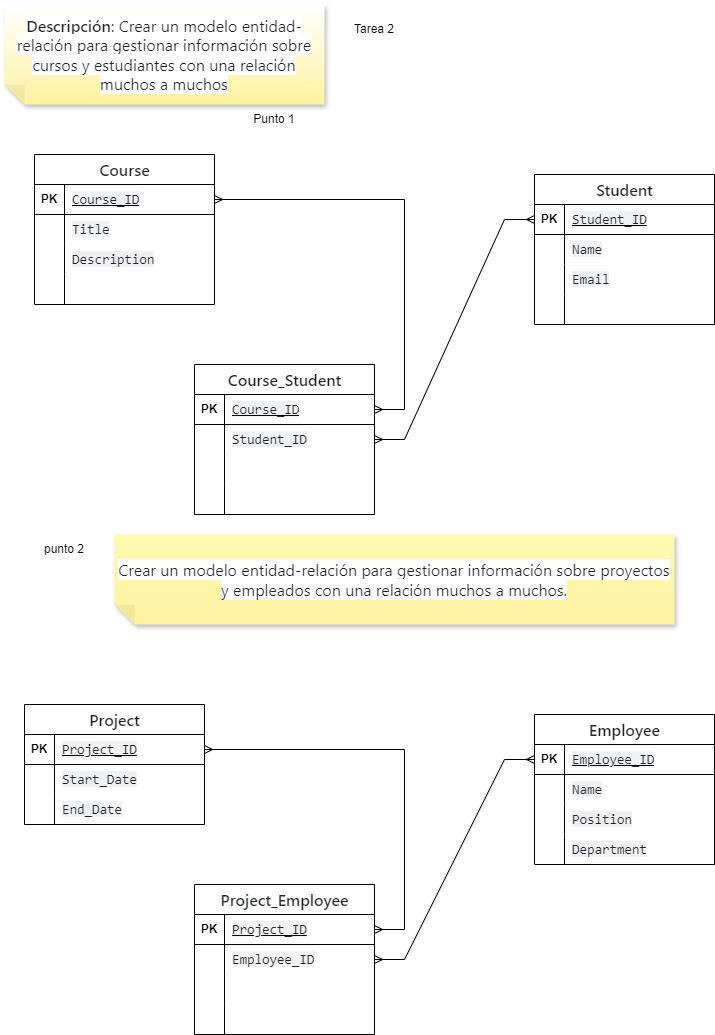 Descripción: Crear un modelo entidad-
relación para gestionar información sobre
cursos y estudiantes con una relación
muchos a muchos
Tarea 2
Punto 1
Course
PK Course_ID
Title
Description
Student
PK Student_ID
Name
Email
Course_Student
PK Course_ID
Student_ID
punto 2
Crear un modelo entidad-relación para gestionar información sobre proyectos
y empleados con una relación muchos a muchos.
Project
PK Project_ID
Start_Date
End_Date
Employee
PK Employee_ID
Name
Position
Department
Project_Employee
PK Project_ID
Employee_ID